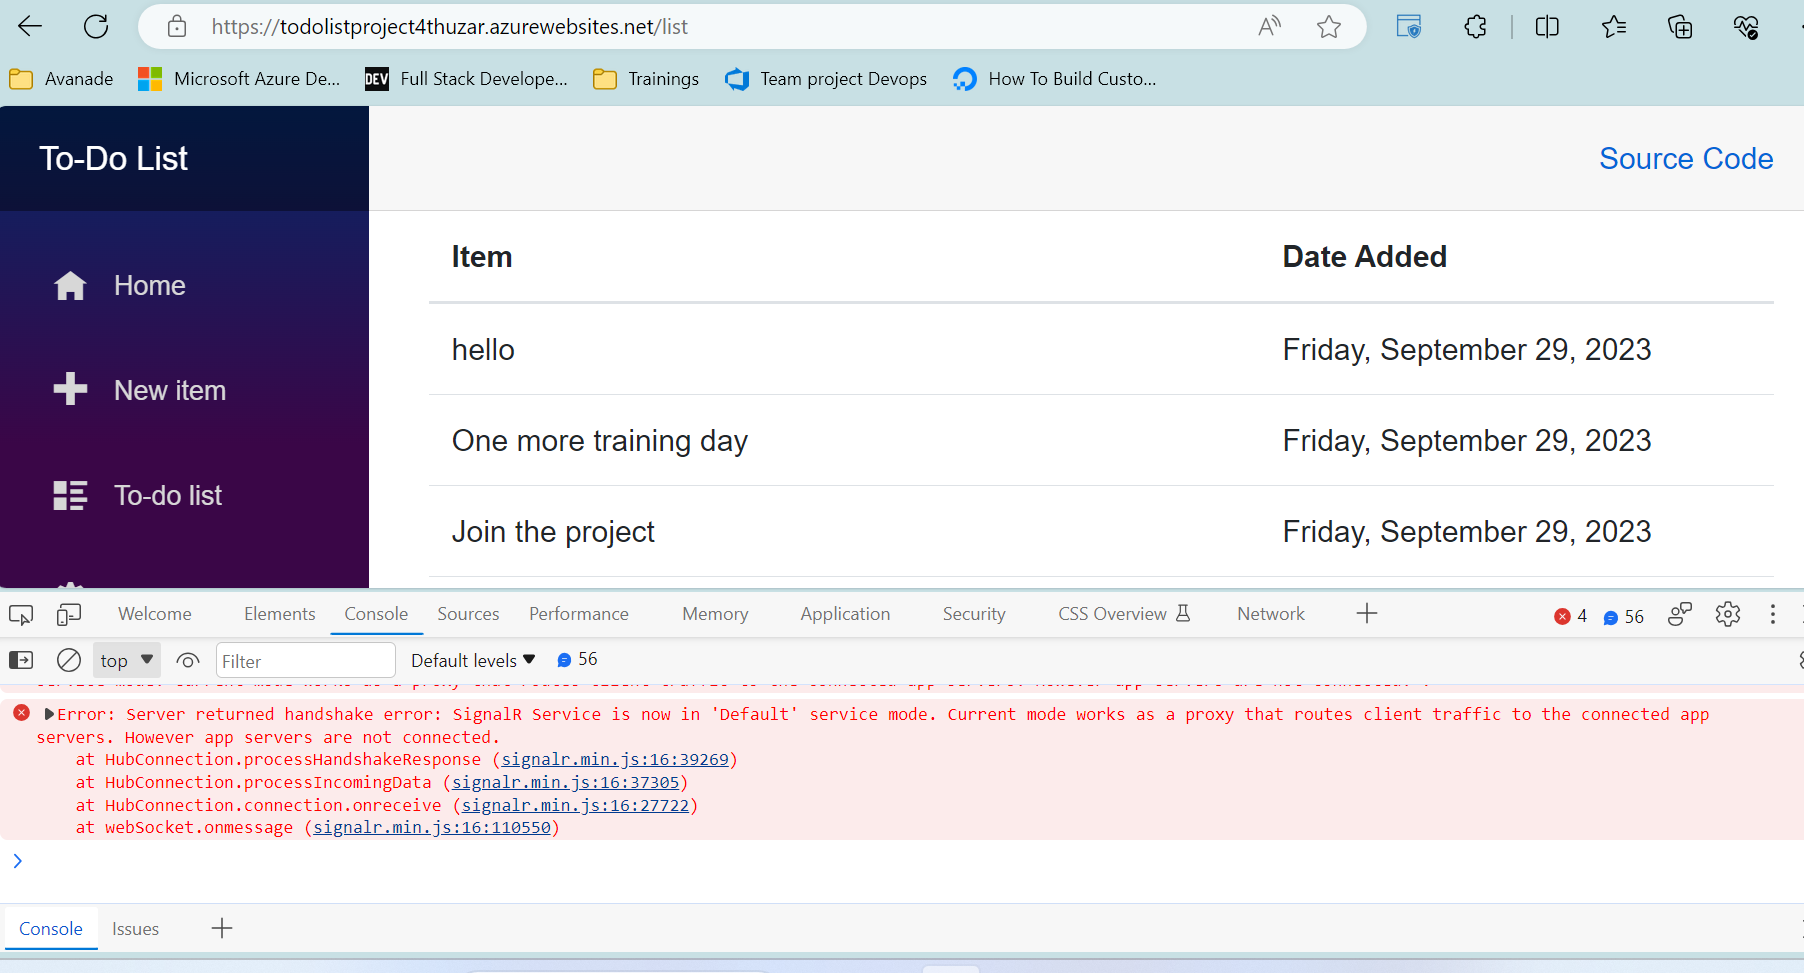 https://todolistproject4thuzar.azurewebsites.net/list
Avanade
Microsoft Azure De...
DEV
Full Stack Develope...
Trainings
Team project Devops
How To Build Custo...
To-Do List
Source Code
Home
New item
To-do list
Item Date Added
hello Friday, September 29, 2023
One more training day Friday, September 29, 2023
Join the project Friday, September 29, 2023
Welcome Elements Console Sources Performance Memory Application Security CSS Overview Network 4 56
top Filter Default levels 56
Error: Server returned handshake error: SignalR Service is now in 'Default' service mode. Current mode works as a proxy that routes client traffic to the connected app
servers. However app servers are not connected.
at HubConnection.processHandshakeResponse (signalr.min.js:16:39269)
at HubConnection.processIncomingData (signalr.min.js:16:37305)
at HubConnection.connection.onreceive (signalr.min.js:16:27722)
at webSocket.onmessage (signalr.min.js:16:110550)
Console Issues